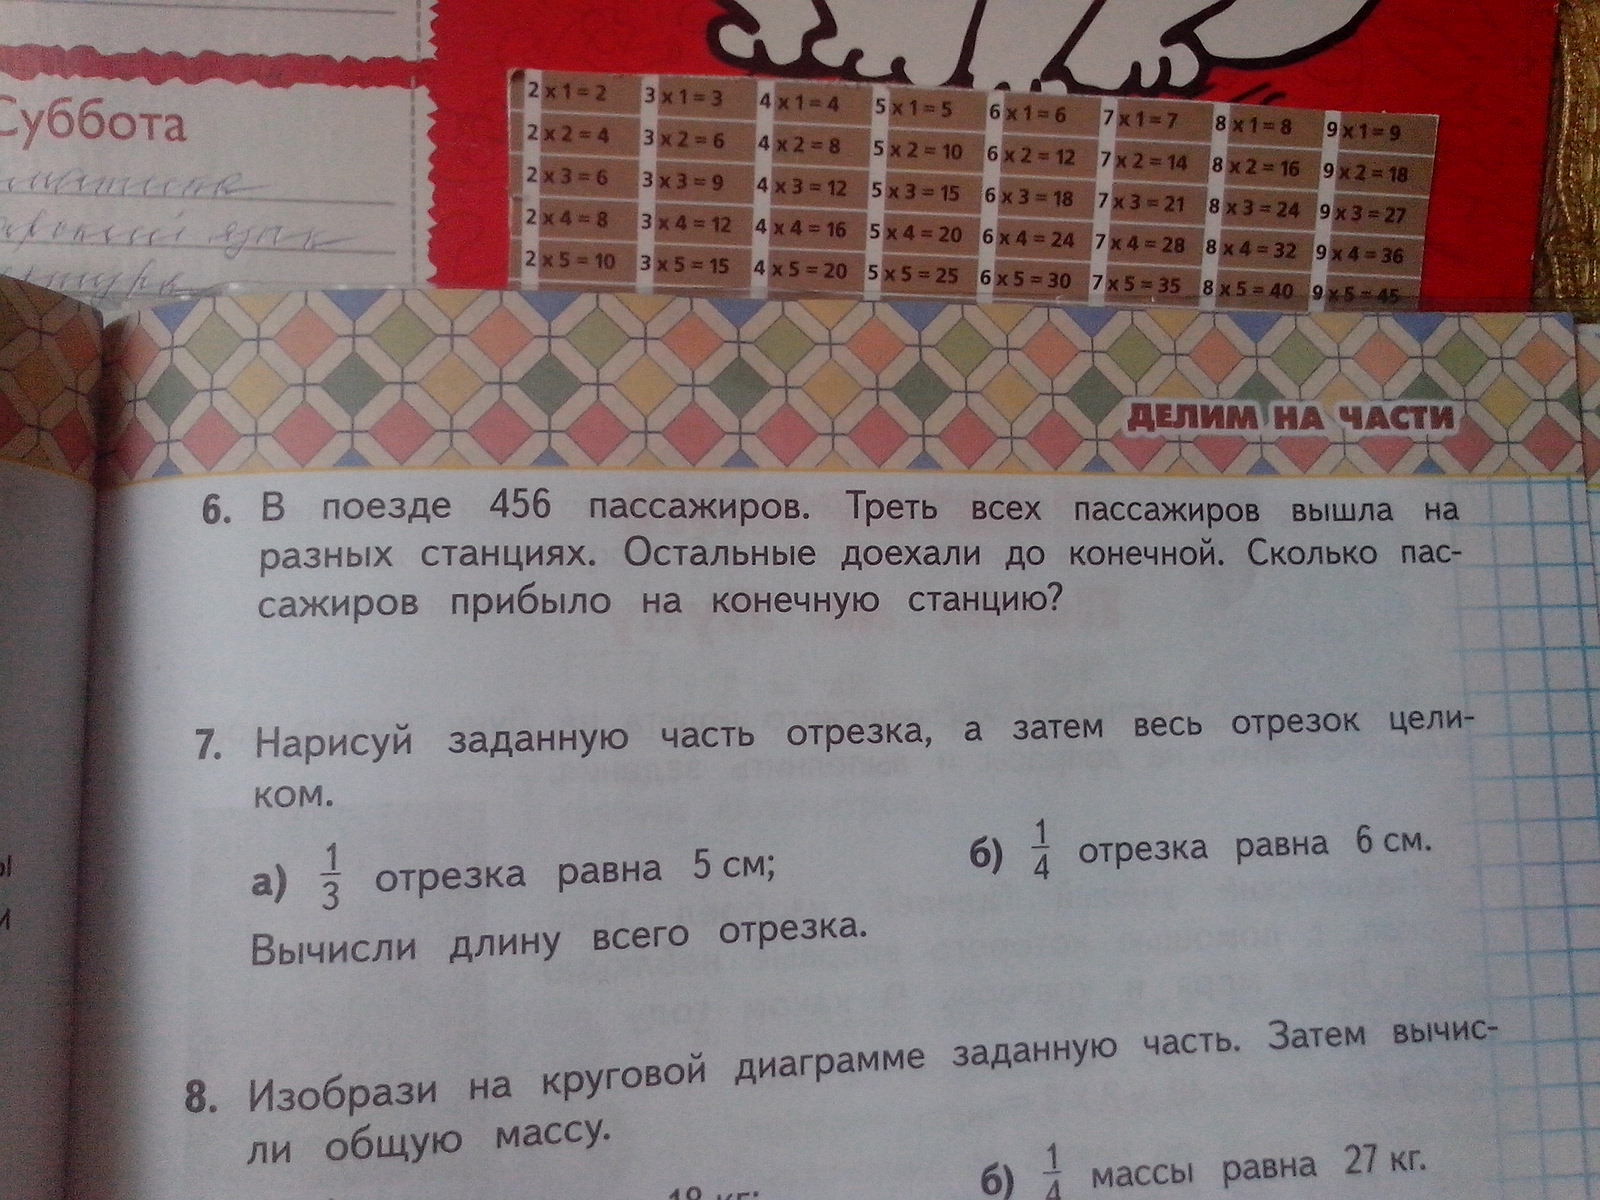 Суббота
2 x 1 = 2 3 x 1 = 3 4 x 1 = 4 5 x 1 = 5 6 x 1 = 6 7 x 1 = 7 8 x 1 = 8 9 x 1 = 9
2 x 2 = 4 3 x 2 = 6 4 x 2 = 8 5 x 2 = 10 6 x 2 = 12 7 x 2 = 14 8 x 2 = 16 9 x 2 = 18
2 x 3 = 6 3 x 3 = 9 4 x 3 = 12 5 x 3 = 15 6 x 3 = 18 7 x 3 = 21 8 x 3 = 24 9 x 3 = 27
2 x 4 = 8 3 x 4 = 12 4 x 4 = 16 5 x 4 = 20 6 x 4 = 24 7 x 4 = 28 8 x 4 = 32 9 x 4 = 36
2 x 5 = 10 3 x 5 = 15 4 x 5 = 20 5 x 5 = 25 6 x 5 = 30 7 x 5 = 35 8 x 5 = 40 9 x 5 = 45
ДЕЛИМ НА ЧАСТИ
6. В поезде 456 пассажиров. Треть всех пассажиров вышла на
разных станциях. Остальные доехали до конечной. Сколько пас-
сажиров прибыло на конечную станцию?
7. Нарисуй заданную часть отрезка, а затем весь отрезок цели-
ком.
а) 1/3 отрезка равна 5 см; б) 1/4 отрезка равна 6 см.
Вычисли длину всего отрезка.
8. Изобрази на круговой диаграмме заданную часть. Затем вычис-
ли общую массу.
б) 1/4 массы равна 27 кг.